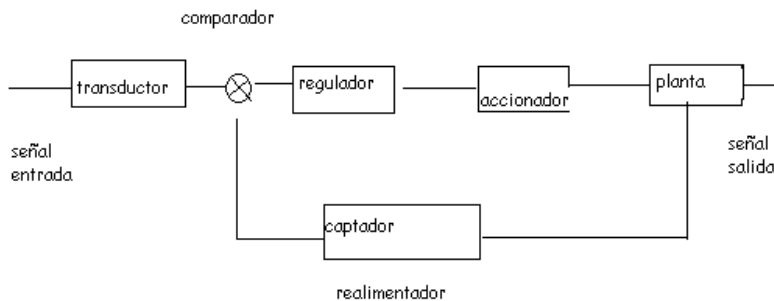 comparador
transductor
regulador
accionador
planta
señal
entrada
señal
salida
captador
realimentador